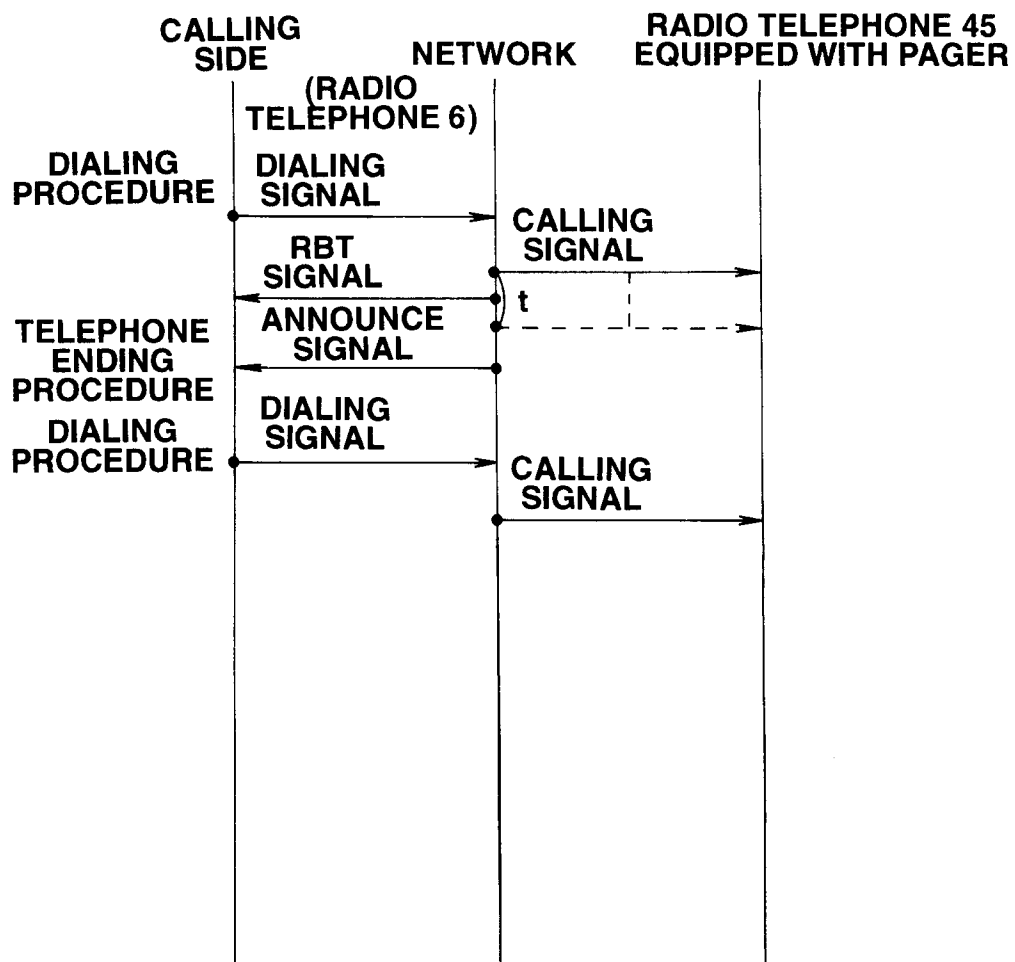 CALLING
SIDE
NETWORK
RADIO TELEPHONE 45
EQUIPPED WITH PAGER
(RADIO
TELEPHONE 6)
DIALING
PROCEDURE
DIALING
SIGNAL
CALLING
SIGNAL
RBT
SIGNAL
t
ANNOUNCE
SIGNAL
TELEPHONE
ENDING
PROCEDURE
DIALING
PROCEDURE
DIALING
SIGNAL
CALLING
SIGNAL